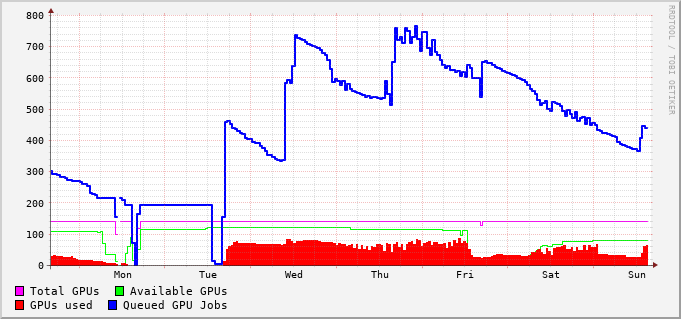 800
700
600
500
400
300
200
100
0
Mon Tue Wed Thu Fri Sat Sun
Total GPUs Available GPUs
GPUs used Queued GPU Jobs
RRDTOOL / TOBI OETIKER